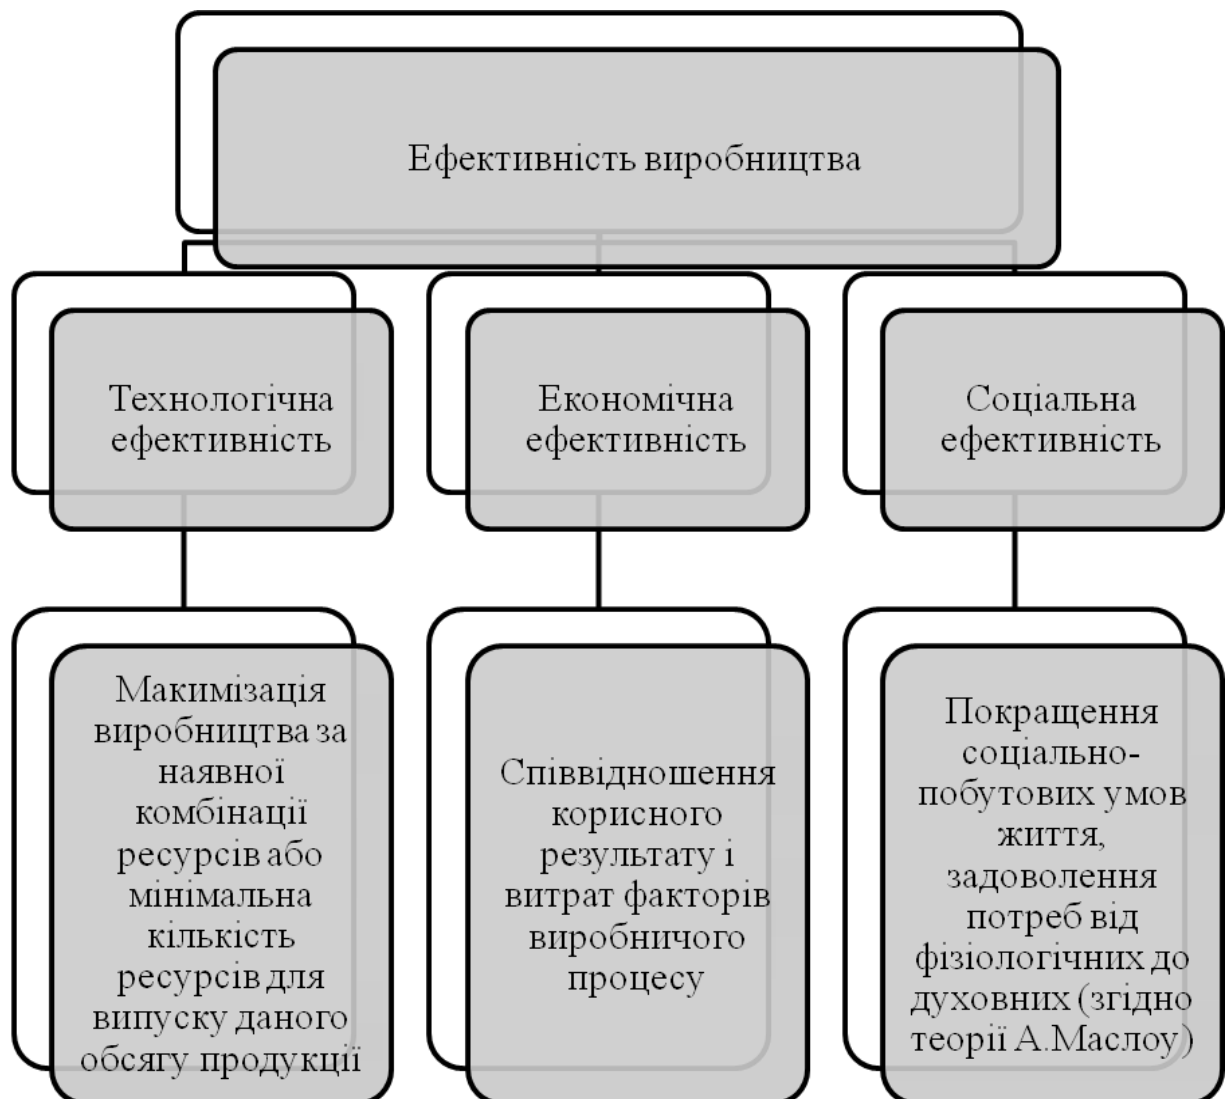 Ефективність виробництва
Технологічна
ефективність
Економічна
ефективність
Соціальна
ефективність
Макимізація
виробництва за
наявної
комбінації
ресурсів або
мінімальна
кількість
ресурсів для
випуску даного
обсягу продукції
Співвідношення
корисного
результату і
витрат факторів
виробничого
процесу
Покращення
соціально-
побутових умов
життя,
задоволення
потреб від
фізіологічних до
духовних (згідно
теорії А.Маслоу)